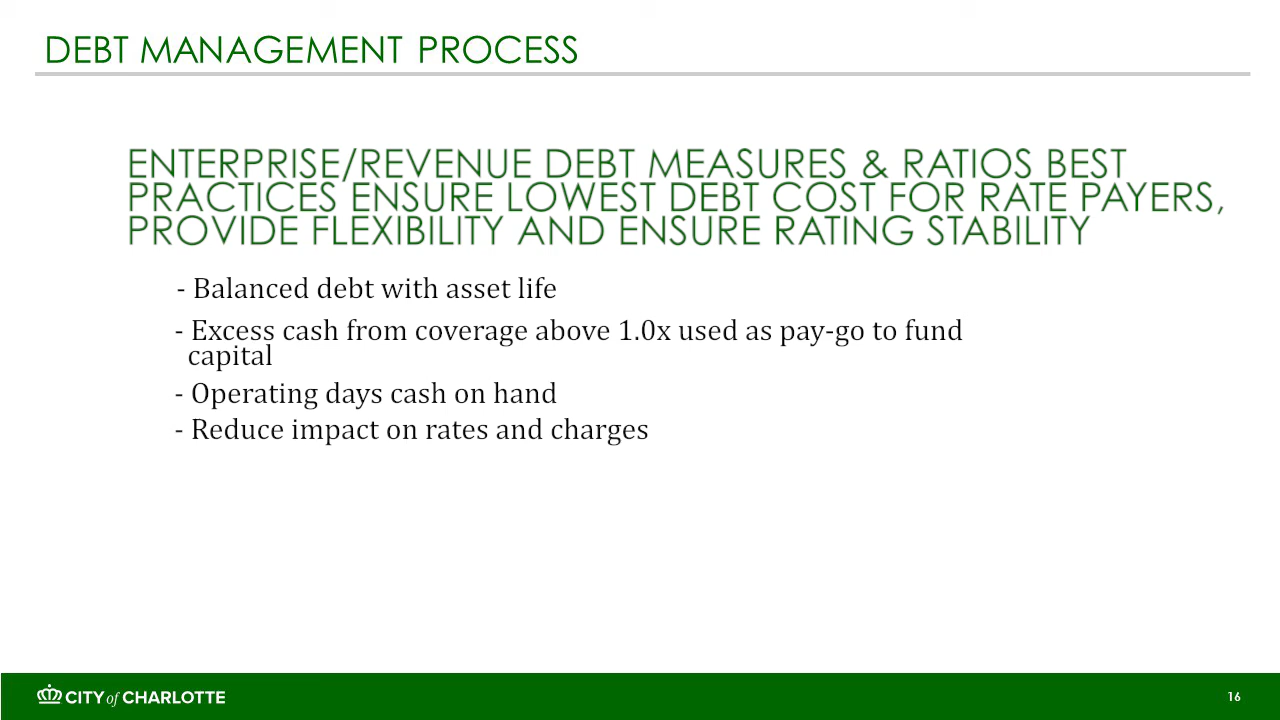 DEBT MANAGEMENT PROCESS
ENTERPRISE/REVENUE DEBT MEASURES & RATIOS BEST
PRACTICES ENSURE LOWEST DEBT COST FOR RATE PAYERS,
PROVIDE FLEXIBILITY AND ENSURE RATING STABILITY
- Balanced debt with asset life
- Excess cash from coverage above 1.0x used as pay-go to fund
capital
- Operating days cash on hand
- Reduce impact on rates and charges
CITY of CHARLOTTE
16